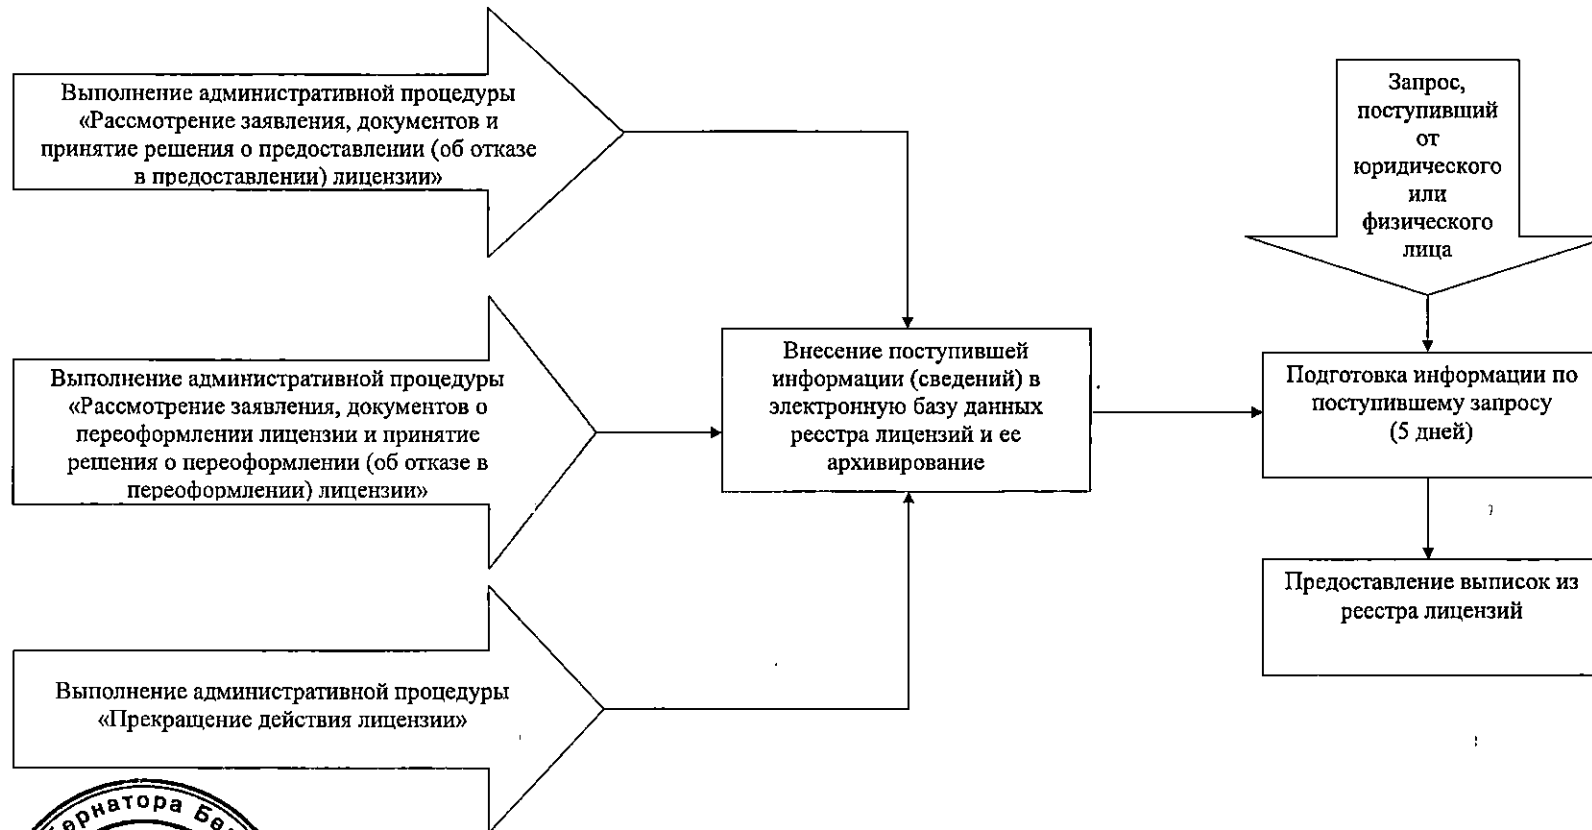 Выполнение административной процедуры
«Рассмотрение заявления, документов и
принятие решения о предоставлении (об отказе
в предоставлении) лицензии»
Выполнение административной процедуры
«Рассмотрение заявления, документов о
переоформлении лицензии и принятие
решения о переоформлении (об отказе в
переоформлении) лицензии»
Выполнение административной процедуры
«Прекращение действия лицензии»
Внесение поступившей
информации (сведений) в
электронную базу данных
реестра лицензий и ее
архивирование
Запрос,
поступивший
от
юридического
или
физического
лица
Подготовка информации по
поступившему запросу
(5 дней)
Предоставление выписок из
реестра лицензий